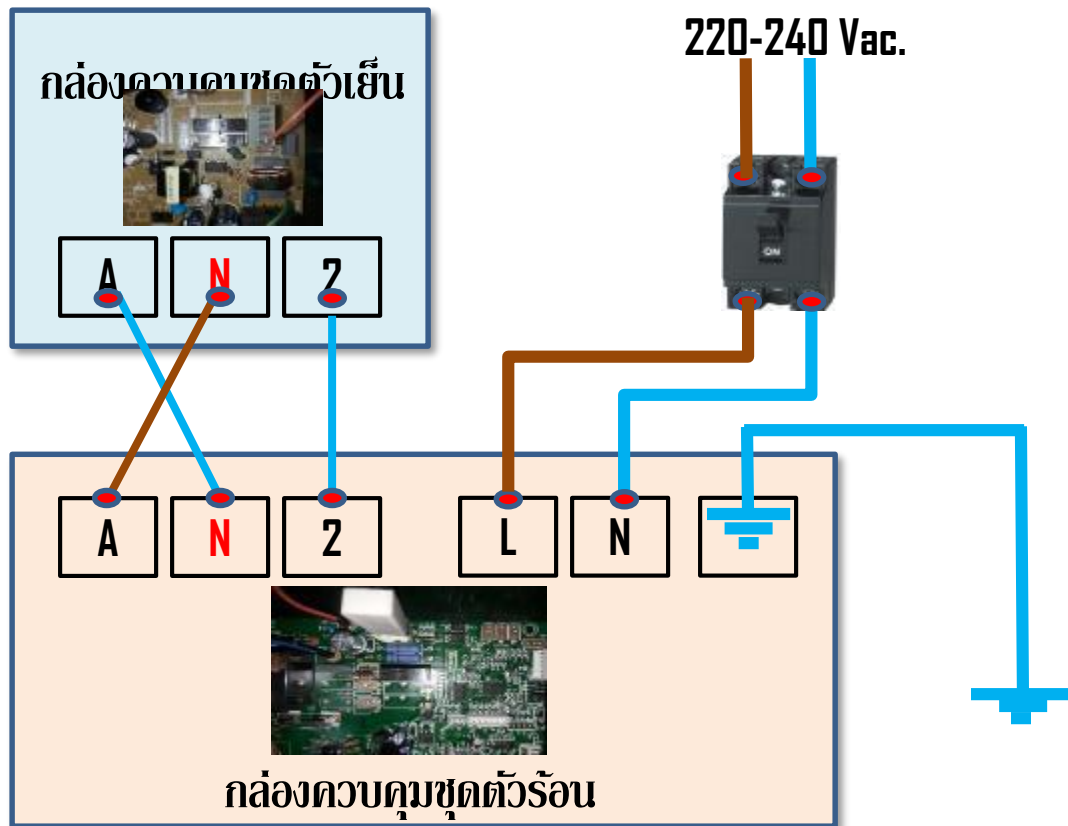 220-240 Vac.
กล่องควบคุมชุดตัวเย็น
ON
A N 2
A N 2 L N
กล่องควบคุมชุดตัวร้อน